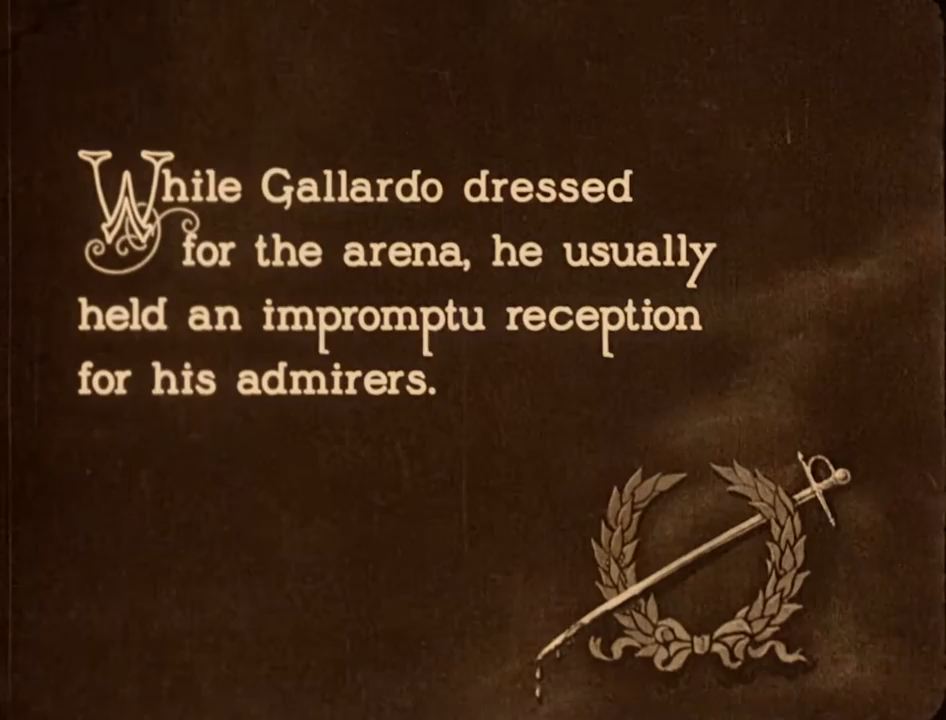 While Gallardo dressed
for the arena, he usually
held an impromptu reception
for his admirers.